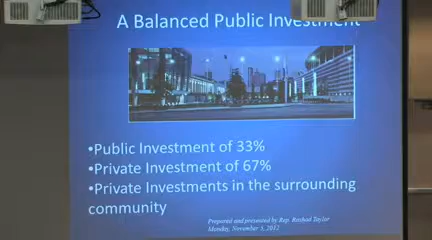 A Balanced Public Investment
•Public Investment of 33%
•Private Investment of 67%
•Private Investments in the surrounding
community
Prepared and presented by Rep. Rashad Taylor
Monday, November 5, 2012